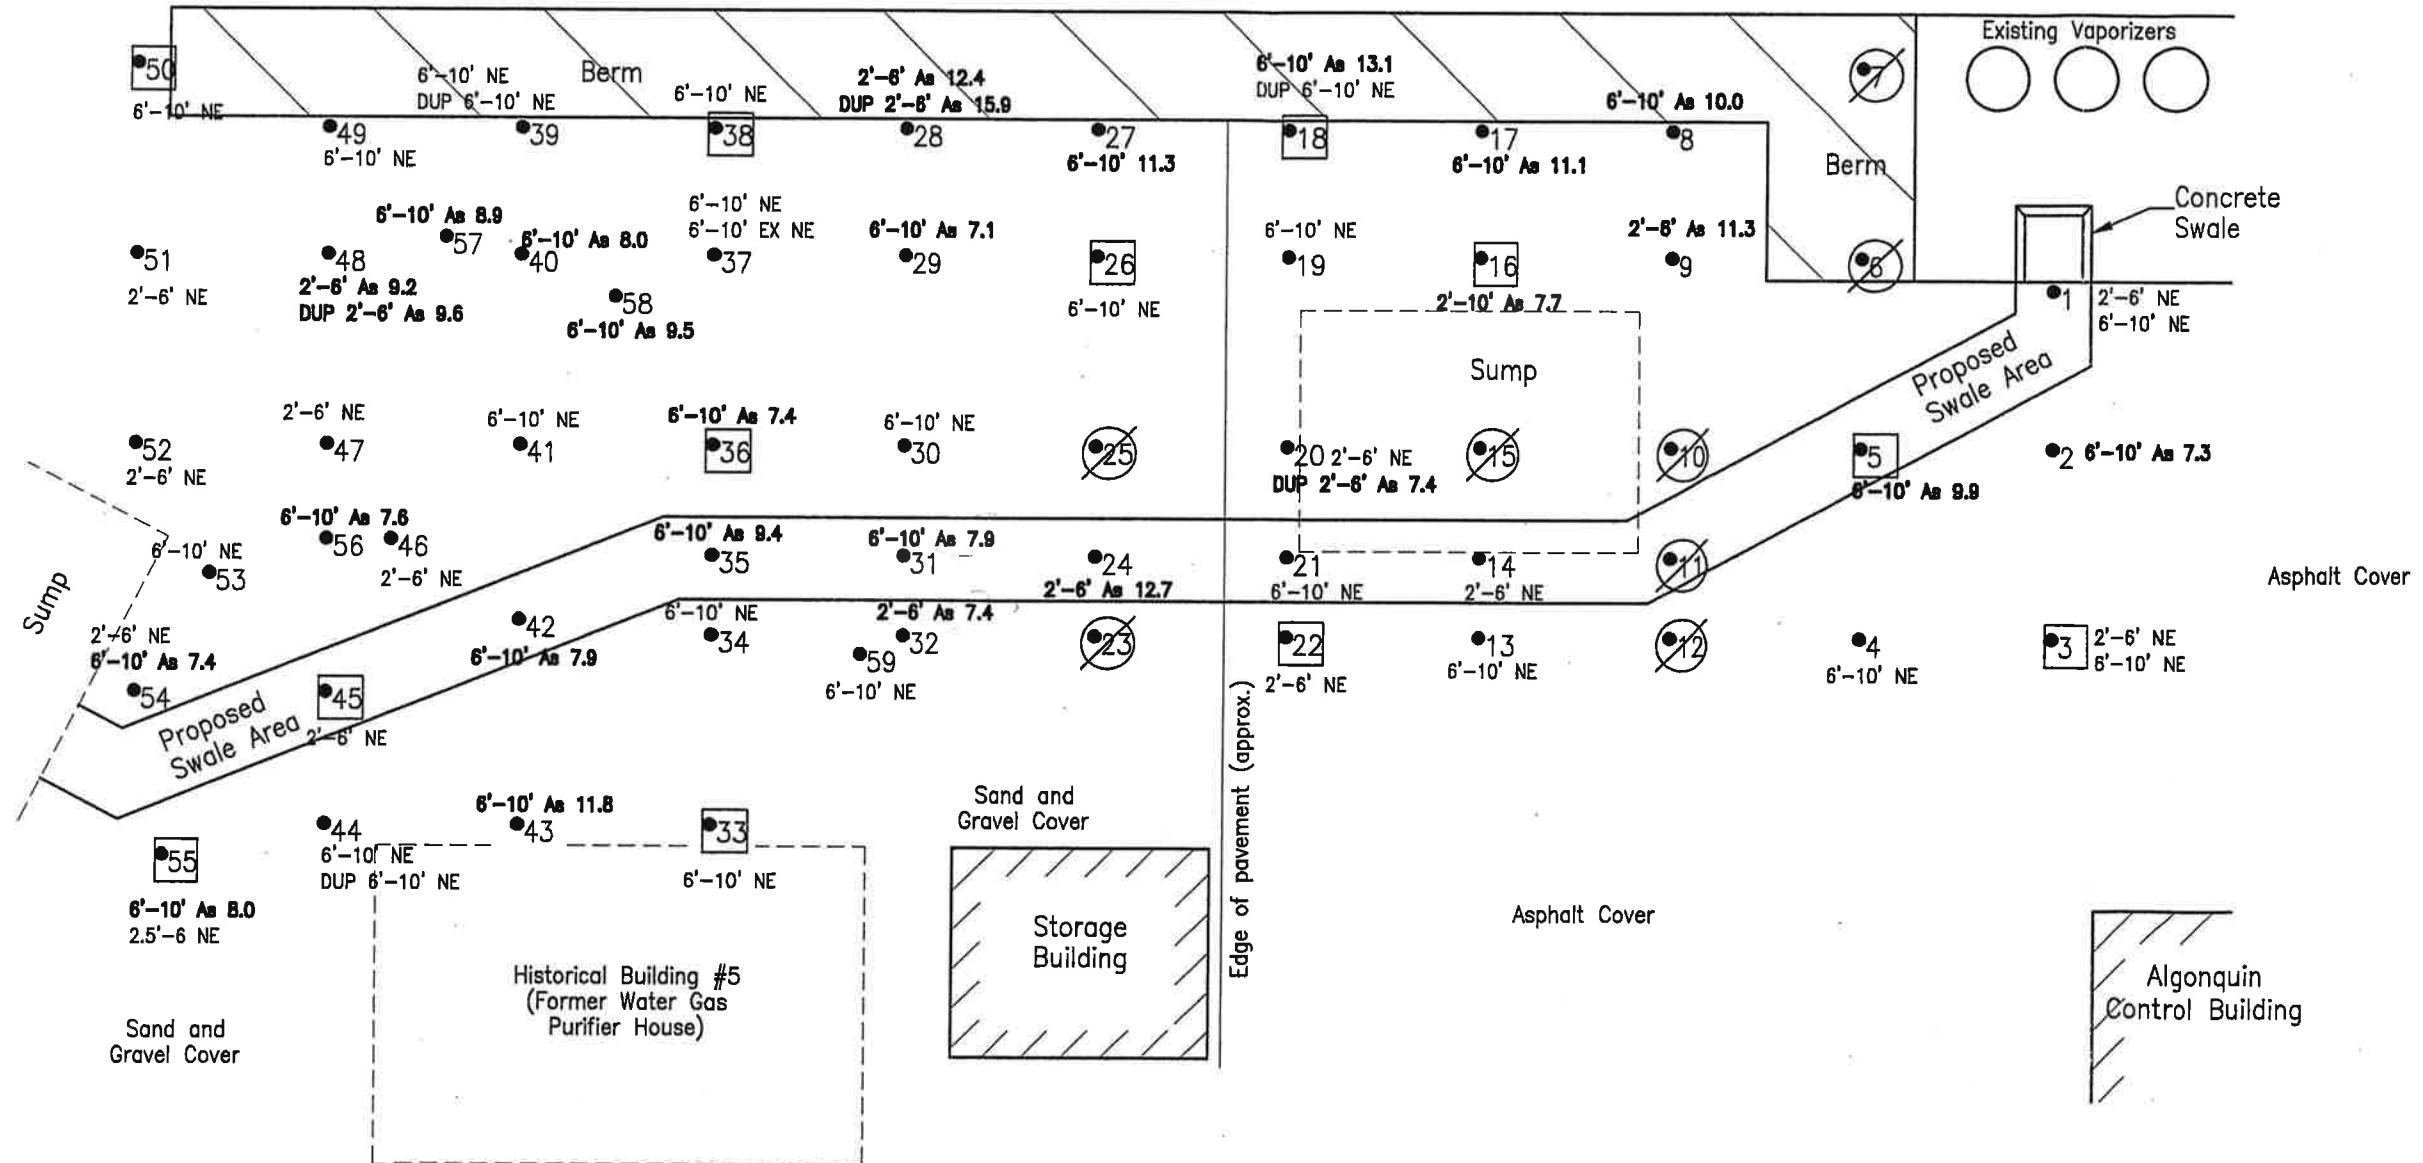 Existing Vaporizers
50
6'-10' NE
6'-10' NE
DUP 6'-10' NE
Berm
6'-10' NE
2'-6' As 12.4
DUP 2'-6' As 15.9
6'-10' As 13.1
DUP 6'-10' NE
6'-10' As 10.0
7
49
6'-10' NE
39
38
28
27
6'-10' 11.3
18
17
6'-10' As 11.1
8
Berm
Concrete
Swale
6'-10' As 8.9
57
6'-10' As 8.0
40
6'-10' NE
6'-10' EX NE
37
6'-10' As 7.1
29
26
6'-10' NE
6'-10' NE
19
16
2'-10' As 7.7
2'-6' As 11.3
9
6
51
2'-6' NE
48
2'-6' As 9.2
DUP 2'-6' As 9.6
58
6'-10' As 9.5
1
2'-6' NE
6'-10' NE
Sump
Proposed
Swale Area
52
2'-6' NE
2'-6' NE
47
6'-10' NE
41
6'-10' As 7.4
36
6'-10' NE
30
25
20 2'-6' NE
DUP 2'-6' As 7.4
15
10
5
6'-10' As 9.9
2 6'-10' As 7.3
6'-10' NE
53
6'-10' As 7.6
56
46
2'-6' NE
6'-10' As 9.4
35
6'-10' As 7.9
31
24
2'-6' As 12.7
21
6'-10' NE
14
2'-6' NE
11
Asphalt Cover
Sump
2'-6' NE
6'-10' As 7.4
54
42
6'-10' As 7.9
6'-10' NE
34
2'-6' As 7.4
32
59
6'-10' NE
23
22
2'-6' NE
13
6'-10' NE
12
4
6'-10' NE
3
2'-6' NE
6'-10' NE
Proposed
Swale Area
45
2'-6' NE
Edge of pavement (approx.)
55
6'-10' As 8.0
2.5'-6 NE
44
6'-10' NE
DUP 6'-10' NE
6'-10' As 11.8
43
33
6'-10' NE
Sand and
Gravel Cover
Storage
Building
Asphalt Cover
Historical Building #5
(Former Water Gas
Purifier House)
Algonquin
Control Building
Sand and
Gravel Cover